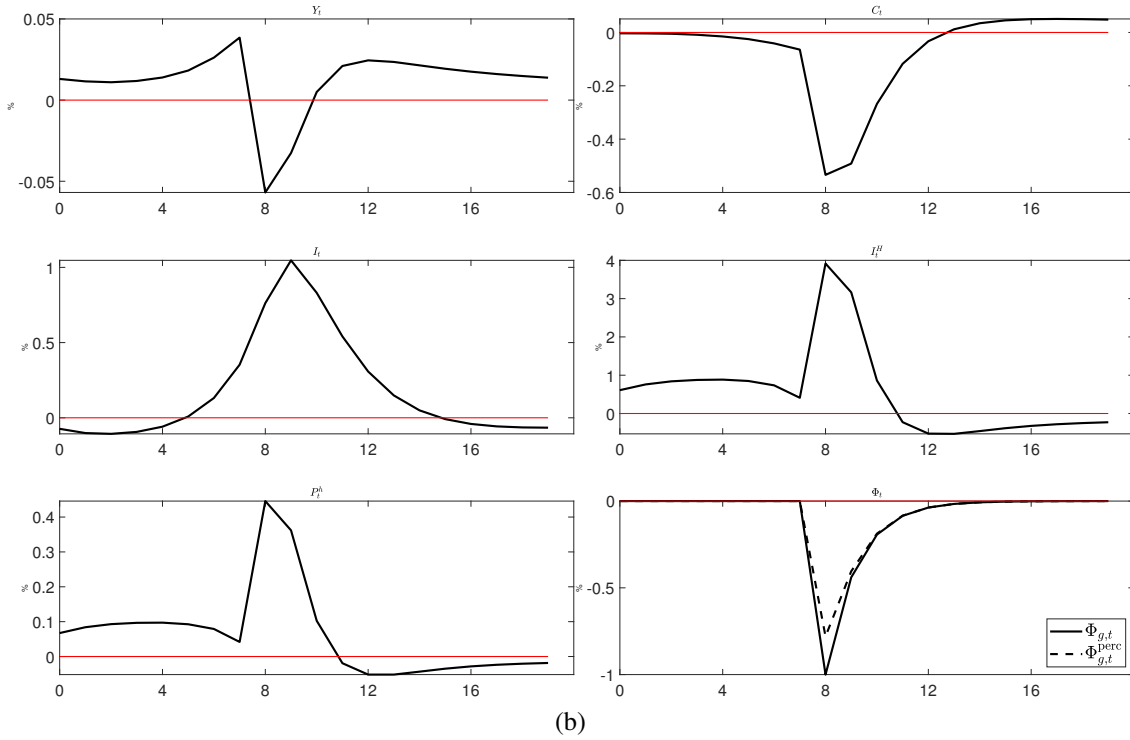 Y_t
0.05
0
-0.05
%
0 4 8 12 16
C_t
0
-0.2
-0.4
-0.6
%
0 4 8 12 16
I_t
1
0.5
0
%
0 4 8 12 16
I_t^H
4
3
2
1
0
%
0 4 8 12 16
P_t^h
0.4
0.3
0.2
0.1
0
%
0 4 8 12 16
Φ_t
0
-0.5
-1
%
0 4 8 12 16
Φ_{g,t}
Φ_{g,t}^{perc}
(b)